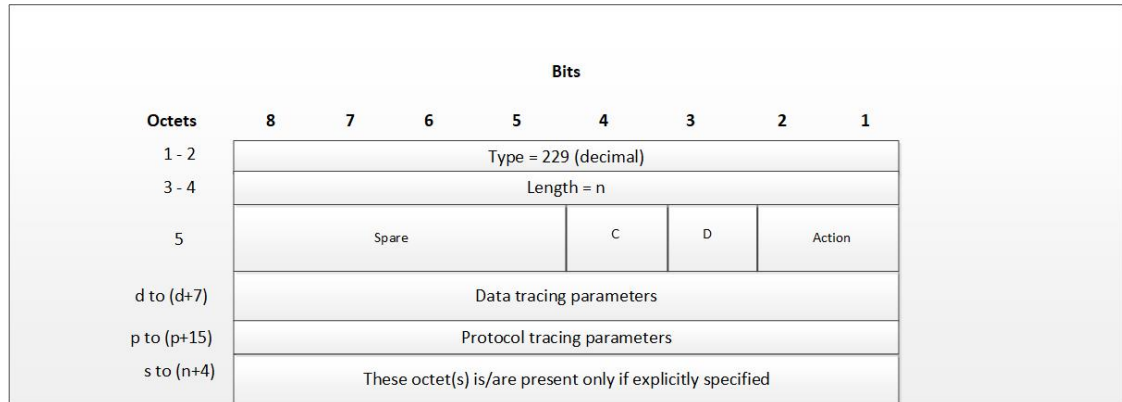 Bits
Octets 8 7 6 5 4 3 2 1
1 - 2 Type = 229 (decimal)
3 - 4 Length = n
5 Spare C D Action
d to (d+7) Data tracing parameters
p to (p+15) Protocol tracing parameters
s to (n+4) These octet(s) is/are present only if explicitly specified